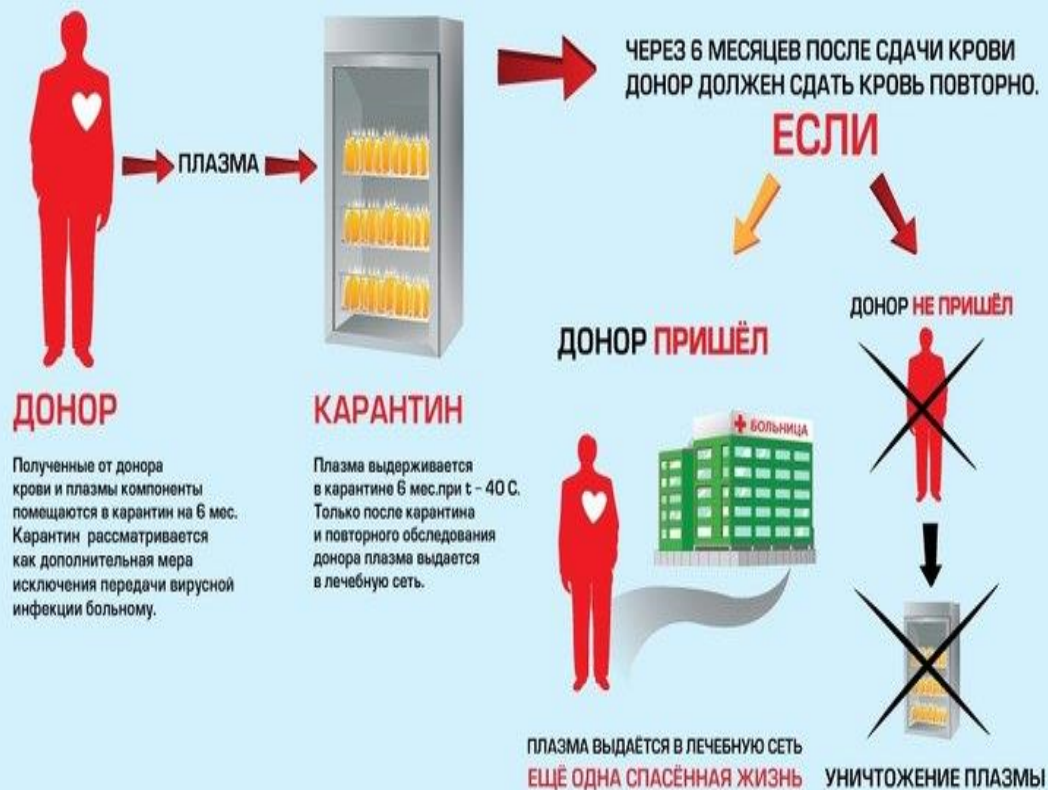 ЧЕРЕЗ 6 МЕСЯЦЕВ ПОСЛЕ СДАЧИ КРОВИ
ДОНОР ДОЛЖЕН СДАТЬ КРОВЬ ПОВТОРНО.
ЕСЛИ
ПЛАЗМА
ДОНОР
Полученные от донора
крови и плазмы компоненты
помещаются в карантин на 6 мес.
Карантин рассматривается
как дополнительная мера
исключения передачи вирусной
инфекции больному.
КАРАНТИН
Плазма выдерживается
в карантине 6 мес.при t – 40 С.
Только после карантина
и повторного обследования
донора плазма выдается
в лечебную сеть.
ДОНОР ПРИШЁЛ
БОЛЬНИЦА
ПЛАЗМА ВЫДАЁТСЯ В ЛЕЧЕБНУЮ СЕТЬ
ЕЩЁ ОДНА СПАСЁННАЯ ЖИЗНЬ
ДОНОР НЕ ПРИШЁЛ
УНИЧТОЖЕНИЕ ПЛАЗМЫ